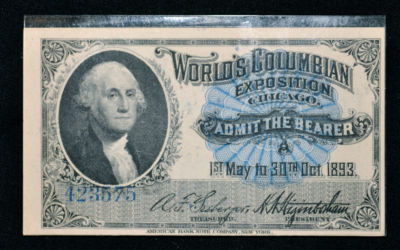 WORLD'S COLUMBIAN
EXPOSITION
CHICAGO.
ADMIT THE BEARER
A
1ST MAY TO 30TH OCT. 1893.
423575
TREASURER.
PRESIDENT
AMERICAN BANK NOTE COMPANY, NEW YORK.